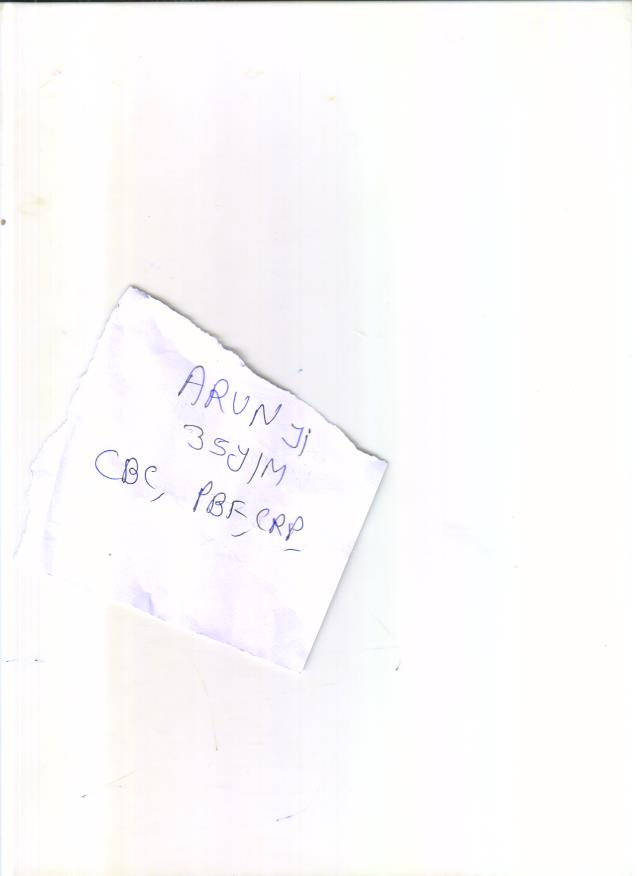 ARUN Ji
35Y/M
CBC, PBF, CRP